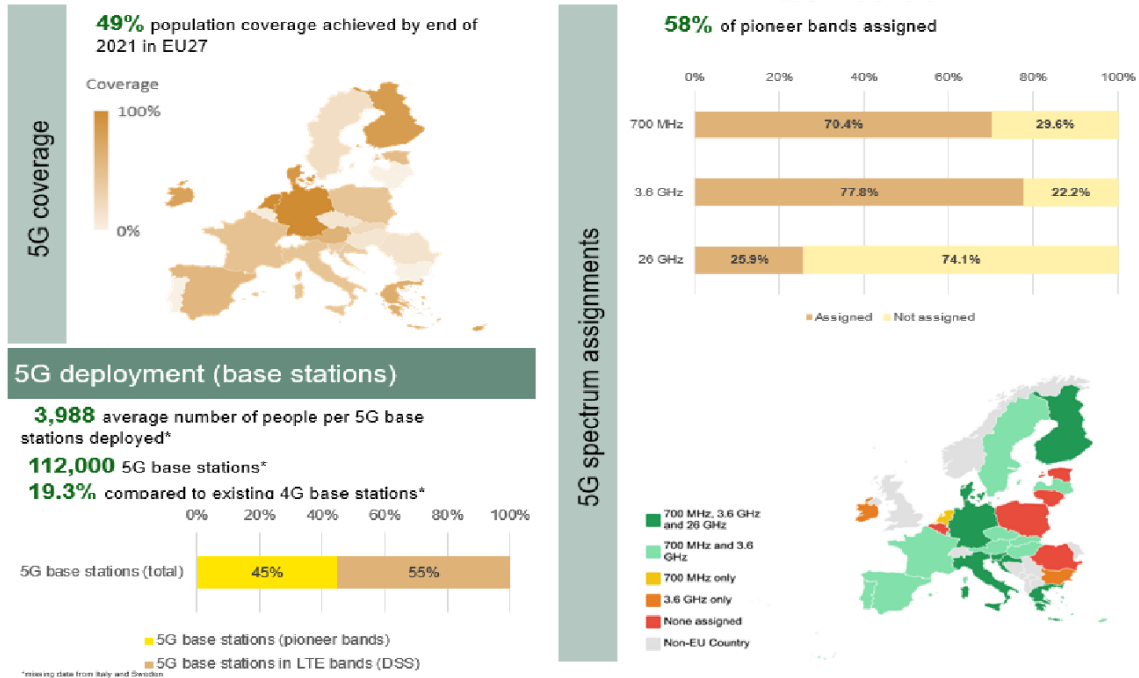 5G coverage
49% population coverage achieved by end of
2021 in EU27
Coverage
100%
0%
5G deployment (base stations)
3,988 average number of people per 5G base
stations deployed*
112,000 5G base stations*
19.3% compared to existing 4G base stations*
0% 20% 40% 60% 80% 100%
5G base stations (total)
45% 55%
5G base stations (pioneer bands)
5G base stations in LTE bands (DSS)
*missing data from Italy and Sweden
5G spectrum assignments
58% of pioneer bands assigned
0% 20% 40% 60% 80% 100%
700 MHz 70.4% 29.6%
3.6 GHz 77.8% 22.2%
26 GHz 25.9% 74.1%
Assigned Not assigned
700 MHz, 3.6 GHz
and 26 GHz
700 MHz and 3.6
GHz
700 MHz only
3.6 GHz only
None assigned
Non-EU Country